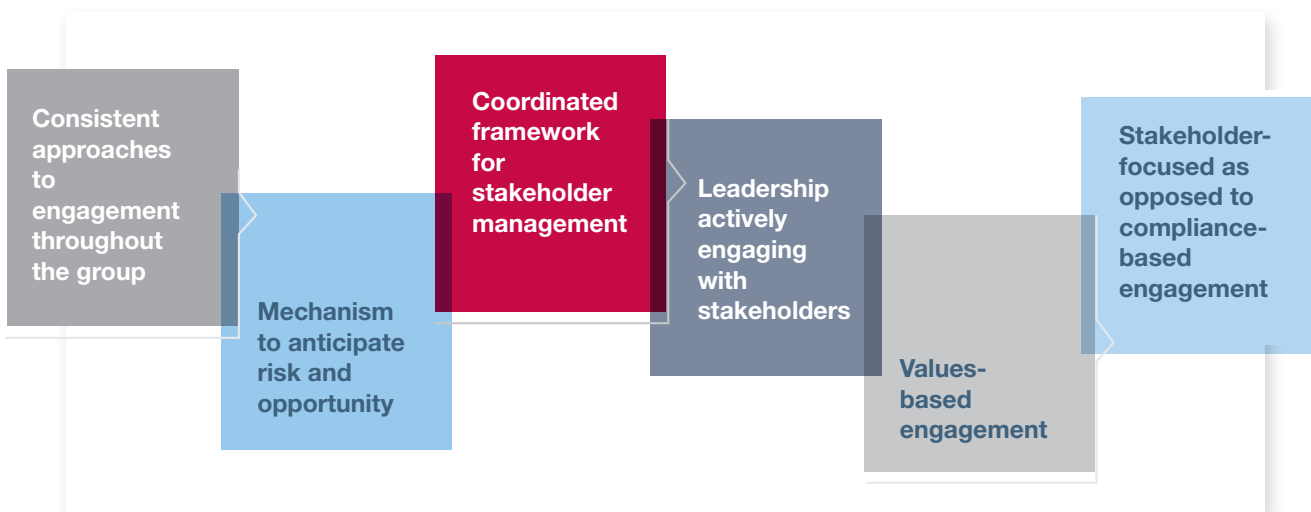 Consistent
approaches
to
engagement
throughout
the group
Mechanism
to anticipate
risk and
opportunity
Coordinated
framework
for
stakeholder
management
Leadership
actively
engaging
with
stakeholders
Values-
based
engagement
Stakeholder-
focused as
opposed to
compliance-
based
engagement